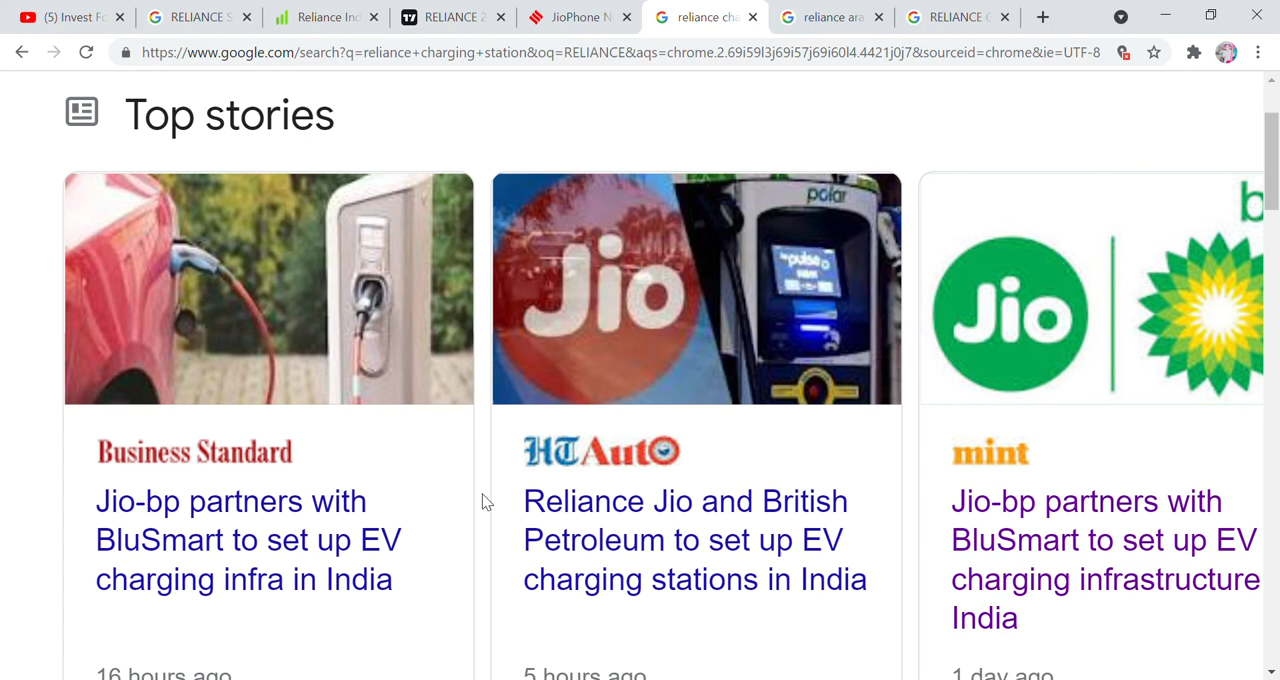 (5) Invest Fo
RELIANCE S
Reliance Ind
RELIANCE 2
JioPhone N
reliance cha
reliance ara
RELIANCE G
https://www.google.com/search?q=reliance+charging+station&oq=RELIANCE&aqs=chrome.2.69i59l3j69i57j69i60l4.4421j0j7&sourceid=chrome&ie=UTF-8
Top stories
Jio
polar
pulse
Jio
b
Business Standard
Jio-bp partners with
BluSmart to set up EV
charging infra in India
16 hours ago
HT Auto
Reliance Jio and British
Petroleum to set up EV
charging stations in India
5 hours ago
mint
Jio-bp partners with
BluSmart to set up EV
charging infrastructure
India
1 day ago